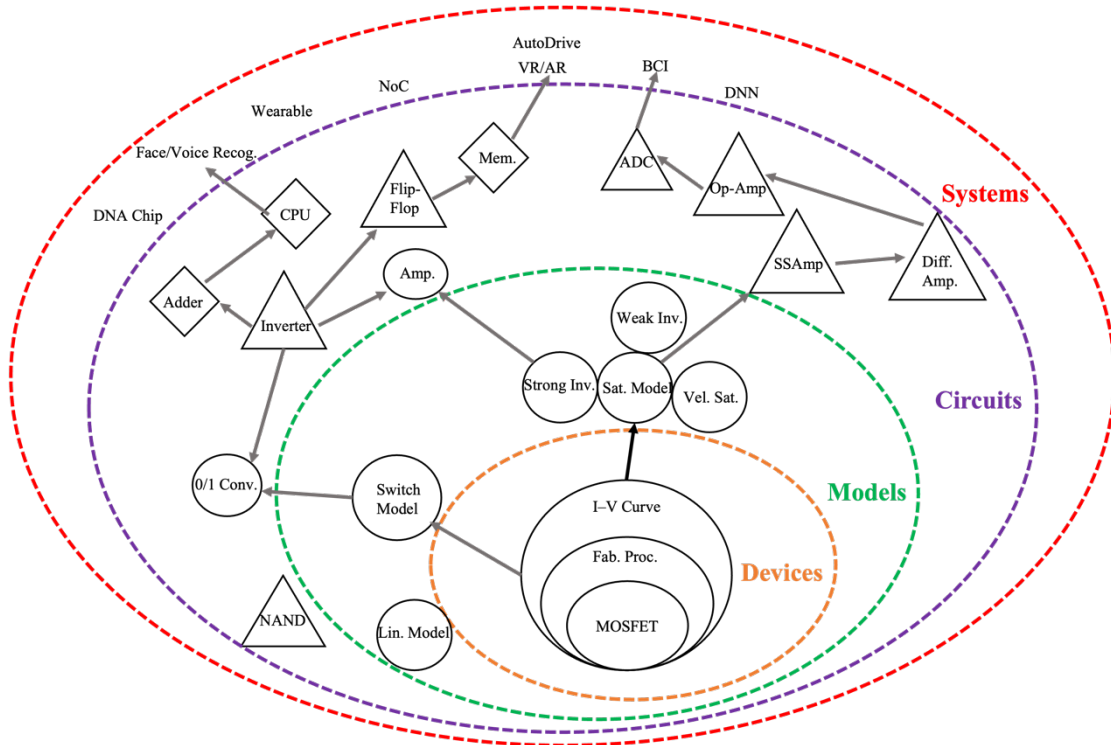 AutoDrive
VR/AR
BCI
NoC
DNN
Wearable
Face/Voice Recog.
Mem.
ADC
Flip-
Flop
Op-Amp
Systems
DNA Chip
CPU
SSAmp
Diff.
Amp.
Amp.
Adder
Inverter
Weak Inv.
Strong Inv.
Sat. Model
Vel. Sat.
Circuits
0/1 Conv.
Switch
Model
I–V Curve
Models
Fab. Proc.
Devices
NAND
Lin. Model
MOSFET